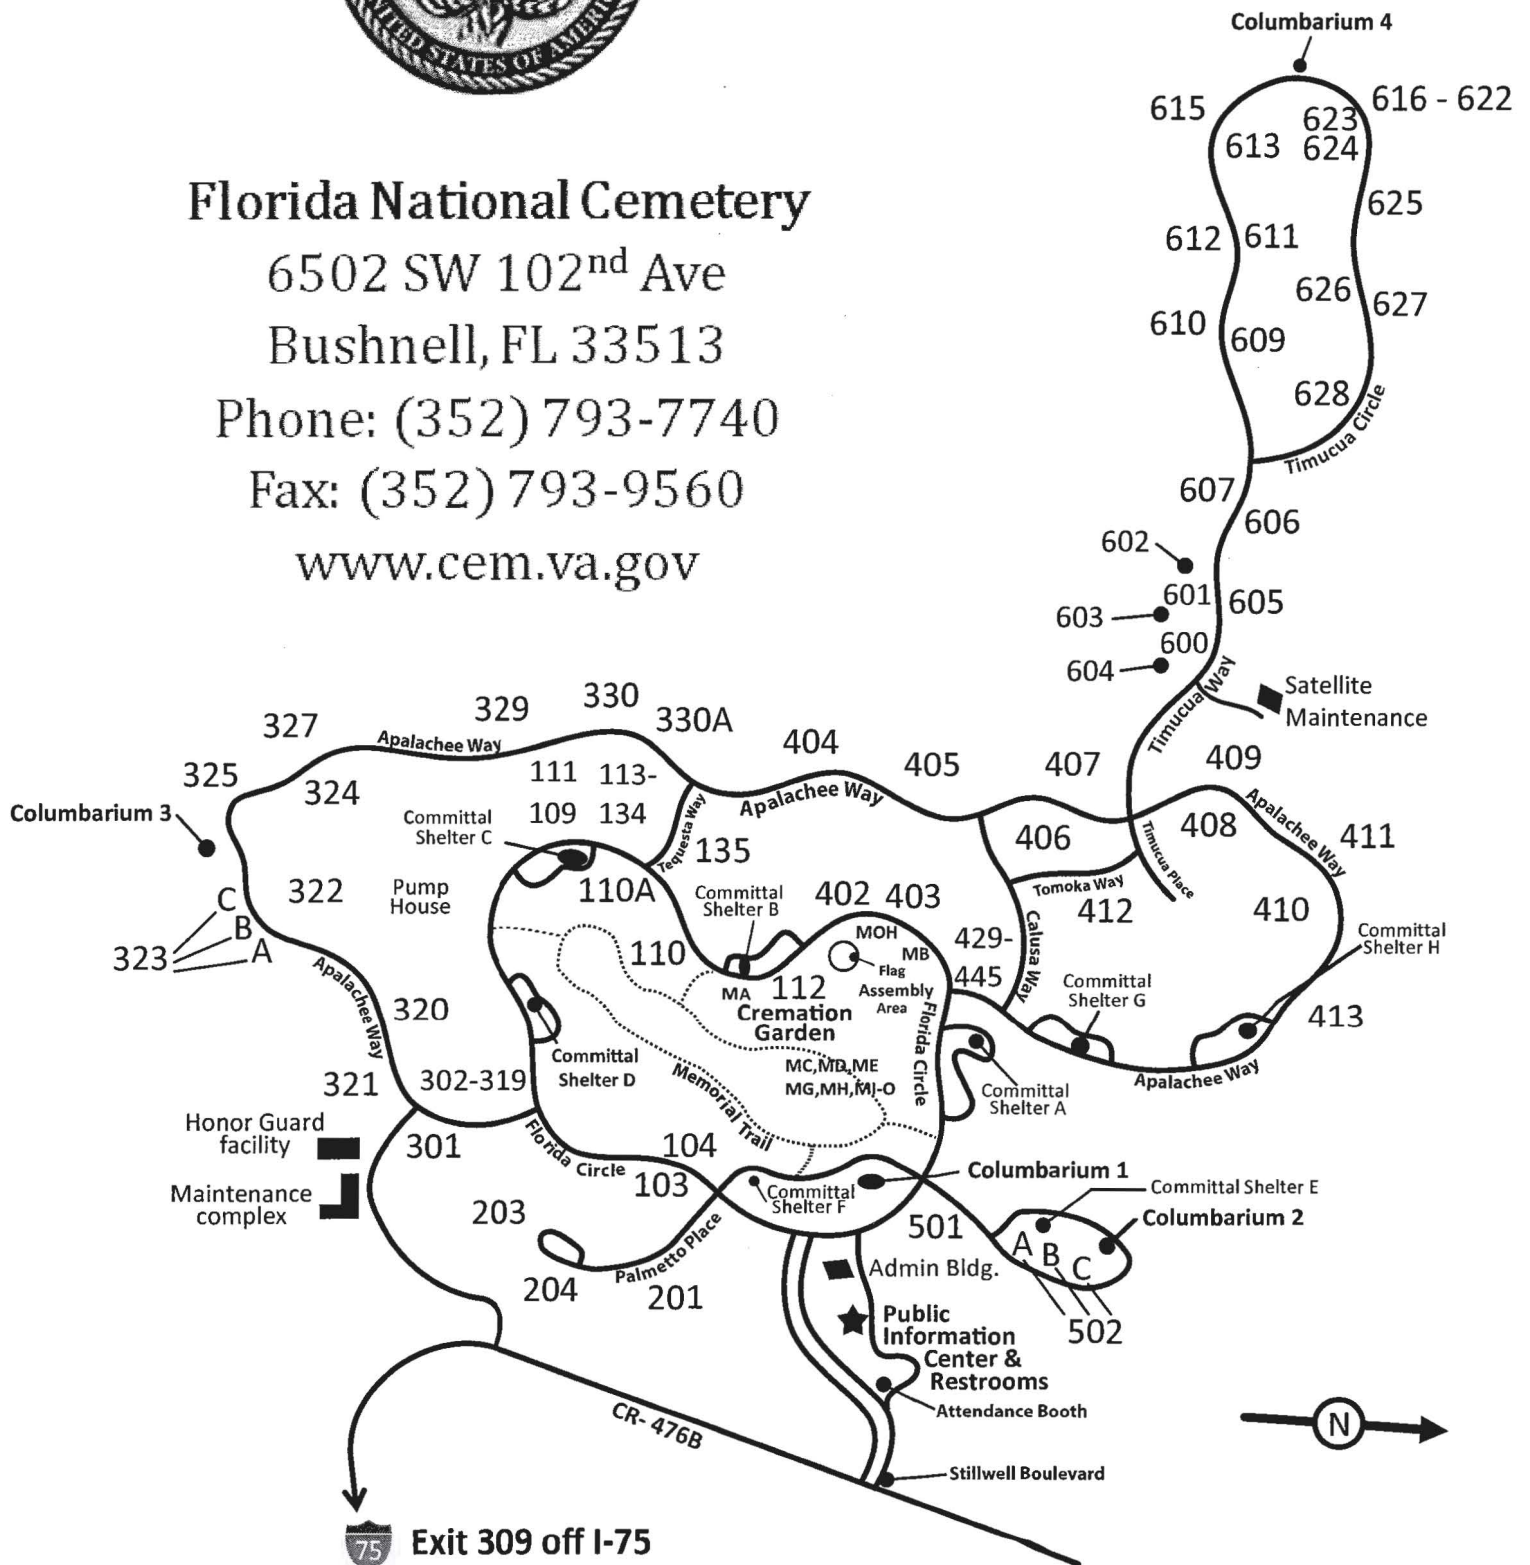 UNITED STATES OF AMERICA
Florida National Cemetery
6502 SW 102nd Ave
Bushnell, FL 33513
Phone: (352) 793-7740
Fax: (352) 793-9560
www.cem.va.gov
Columbarium 4
615
616 - 622
623
613
624
625
612
611
626
627
610
609
628
Timucua Circle
607
606
602
601
605
603
600
604
Timucua Way
Satellite
Maintenance
327
329
330
330A
Apalachee Way
404
405
407
409
325
324
111
113-
109
134
Columbarium 3
Committal
Shelter C
Tequesta Way
135
Apalachee Way
406
Timucua Place
408
Apalachee Way
411
322
Pump
House
110A
Committal
Shelter B
402
403
Tomoka Way
412
410
C
B
A
323
Apalachee Way
110
MOH
MB
Flag
Assembly
Area
429-
445
Calusa Way
Committal
Shelter H
MA
112
Cremation
Garden
Florida Circle
Committal
Shelter G
413
320
Committal
Shelter D
Memorial Trail
MC,MD,ME
MG,MH,MJ-O
Committal
Shelter A
Apalachee Way
321
302-319
Honor Guard
facility
301
Florida Circle
104
103
Maintenance
complex
203
204
Palmetto Place
201
Committal
Shelter F
Columbarium 1
Committal Shelter E
Columbarium 2
501
A
B
C
502
Admin Bldg.
Public
Information
Center &
Restrooms
Attendance Booth
CR- 476B
N
Stillwell Boulevard
75
Exit 309 off I-75